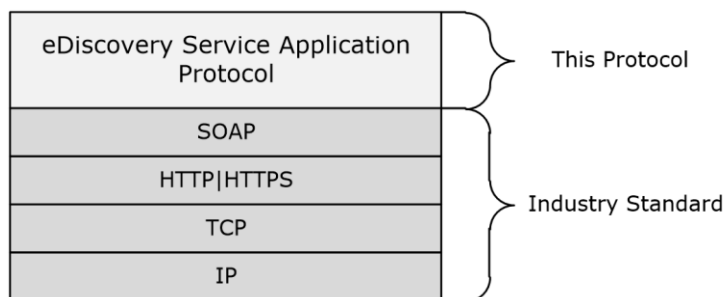 eDiscovery Service Application
Protocol
This Protocol
SOAP
HTTP|HTTPS
TCP
IP
Industry Standard